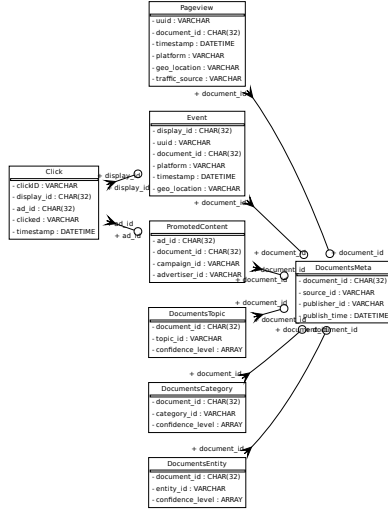 Pageview
- uuid : VARCHAR
- document_id : CHAR(32)
- timestamp : DATETIME
- platform : VARCHAR
- geo_location : VARCHAR
- traffic_source : VARCHAR
+ document_id
Event
- display_id : CHAR(32)
- uuid : VARCHAR
- document_id : CHAR(32)
- platform : VARCHAR
- timestamp : DATETIME
- geo_location : VARCHAR
+ document_id
Click
- clickID : VARCHAR
- display_id : CHAR(32)
- ad_id : CHAR(32)
- clicked : VARCHAR
- timestamp : DATETIME
+ display_id
display_id
+ ad_id
+ ad_id
PromotedContent
- ad_id : CHAR(32)
- document_id : CHAR(32)
- campaign_id : VARCHAR
- advertiser_id : VARCHAR
+ document_id
+ document_id
document_id
+ document_id
DocumentsMeta
- document_id : CHAR(32)
- source_id : VARCHAR
- publisher_id : VARCHAR
- publish_time : DATETIME
DocumentsTopic
- document_id : CHAR(32)
- topic_id : VARCHAR
- confidence_level : ARRAY
+ document_id
document_id
+ document_id
document_id
+ document_id
DocumentsCategory
- document_id : CHAR(32)
- category_id : VARCHAR
- confidence_level : ARRAY
+ document_id
DocumentsEntity
- document_id : CHAR(32)
- entity_id : VARCHAR
- confidence_level : ARRAY